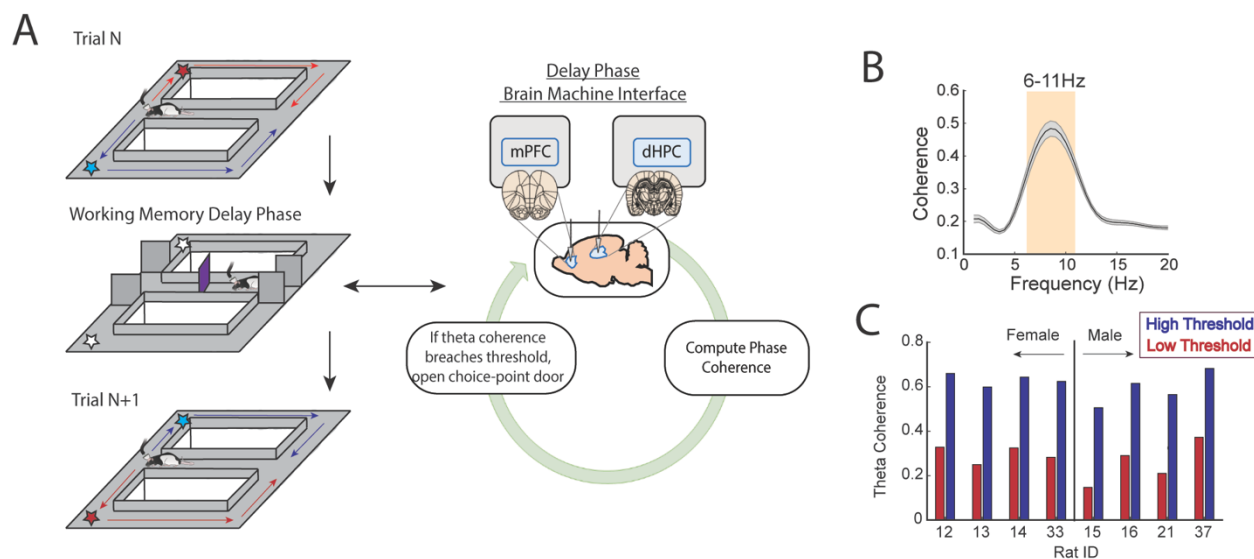 A
Trial N
Working Memory Delay Phase
Trial N+1
Delay Phase
Brain Machine Interface
mPFC
dHPC
Compute Phase
Coherence
If theta coherence
breaches threshold,
open choice-point door
B
6-11Hz
Coherence
0.6
0.5
0.4
0.3
0.2
0.1
0
5
10
15
20
Frequency (Hz)
C
High Threshold
Low Threshold
Female
Male
Theta Coherence
0.8
0.6
0.4
0.2
0
12
13
14
33
15
16
21
37
Rat ID